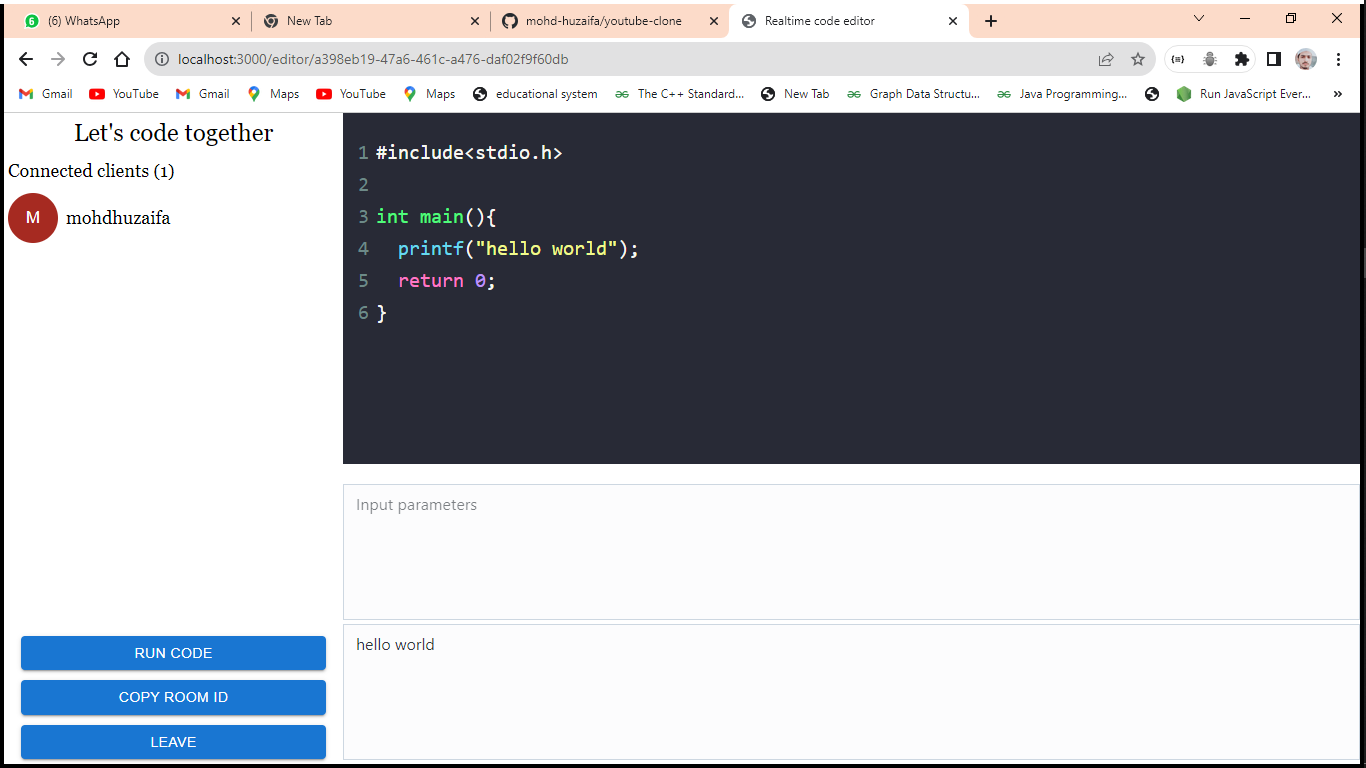 6 (6) WhatsApp New Tab mohd-huzaifa/youtube-clone Realtime code editor
localhost:3000/editor/a398eb19-47a6-461c-a476-daf02f9f60db
Gmail YouTube Gmail Maps YouTube Maps educational system The C++ Standard... New Tab Graph Data Structu... Java Programming... Run JavaScript Ever... »
Let's code together
Connected clients (1)
M mohdhuzaifa
1 #include<stdio.h>
2
3 int main(){
4 printf("hello world");
5 return 0;
6 }
Input parameters
hello world
RUN CODE
COPY ROOM ID
LEAVE